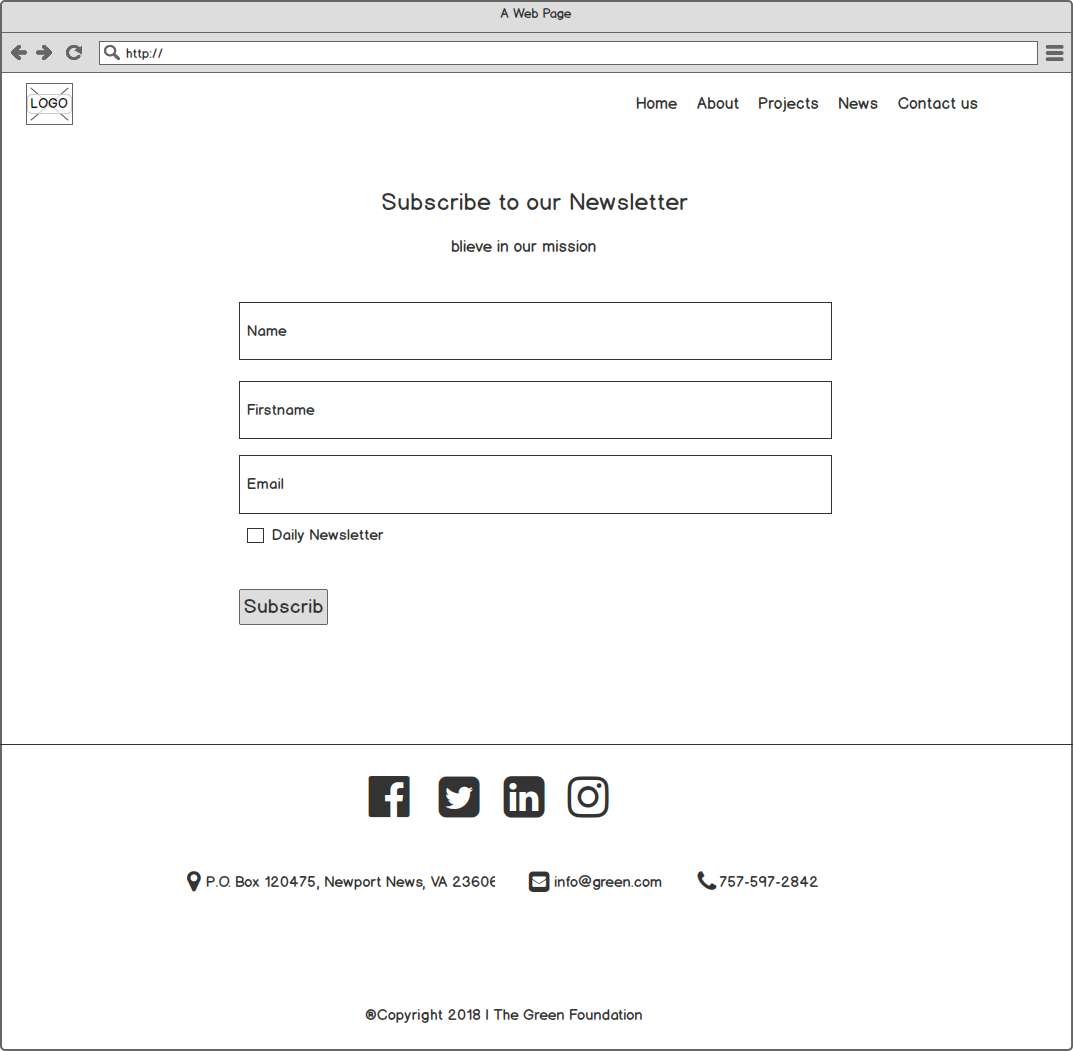 A Web Page
http://
LOGO
Home About Projects News Contact us
Subscribe to our Newsletter
blieve in our mission
Name
Firstname
Email
Daily Newsletter
Subscrib
P.O. Box 120475, Newport News, VA 23606 info@green.com 757-597-2842
®Copyright 2018 | The Green Foundation